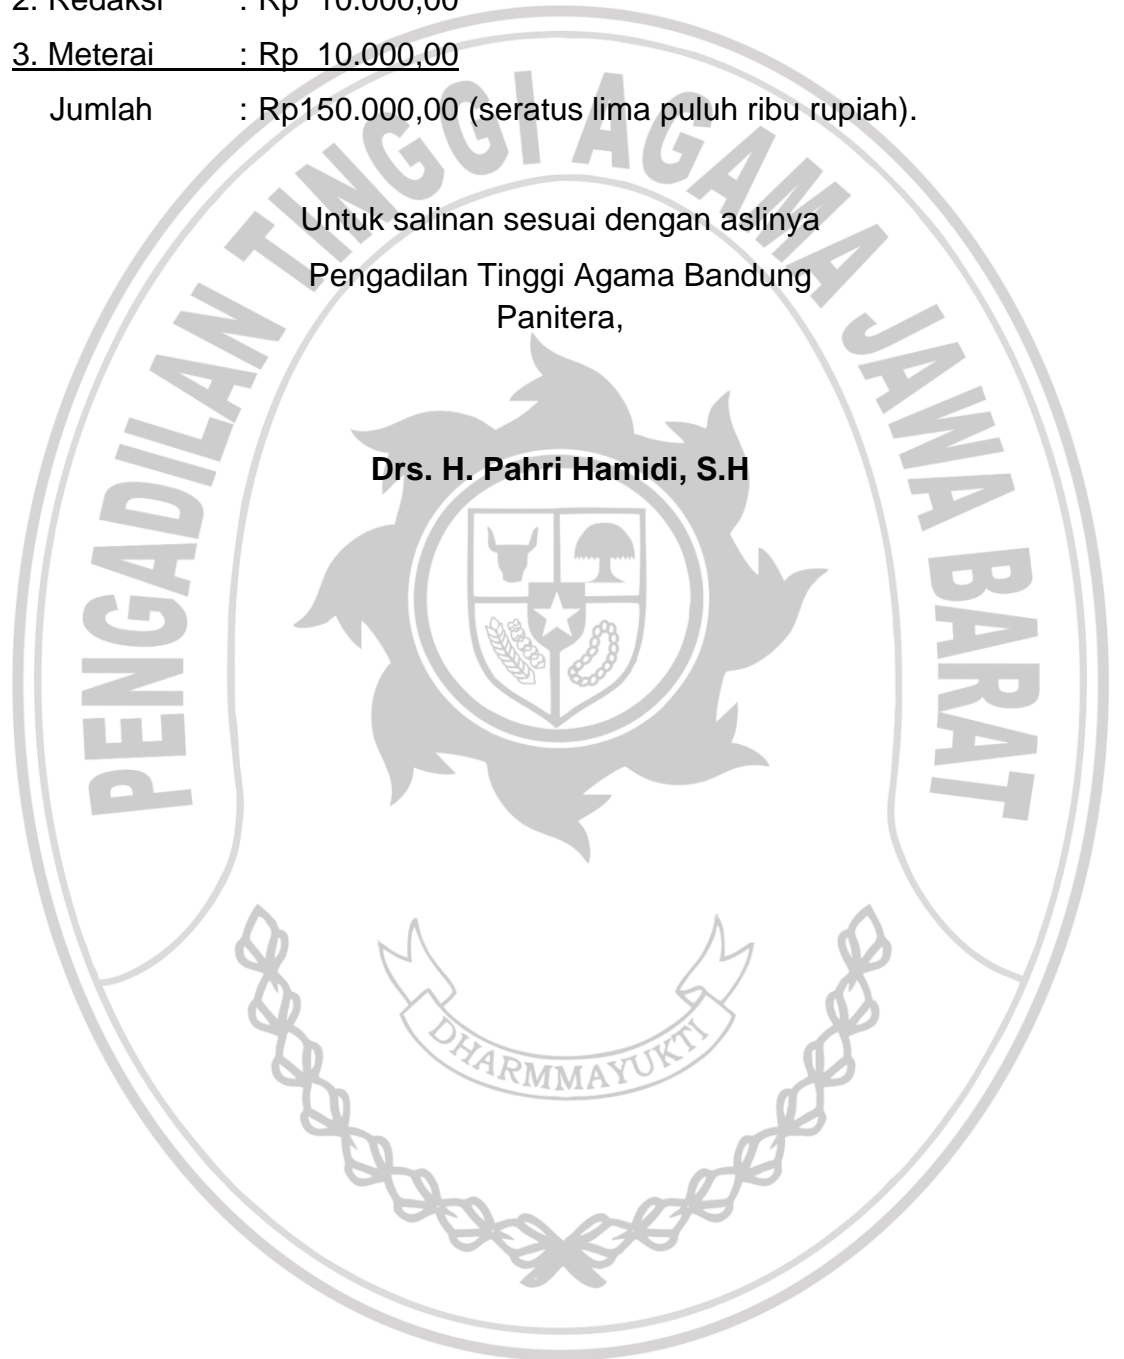 2. Redaksi : Rp 10.000,00
3. Meterai : Rp 10.000,00
Jumlah : Rp150.000,00 (seratus lima puluh ribu rupiah).
Untuk salinan sesuai dengan aslinya
Pengadilan Tinggi Agama Bandung
Panitera,
Drs. H. Pahri Hamidi, S.H
PENGADILAN TINGGI AGAMA JAWA BARAT
DHARMMAYUKTI